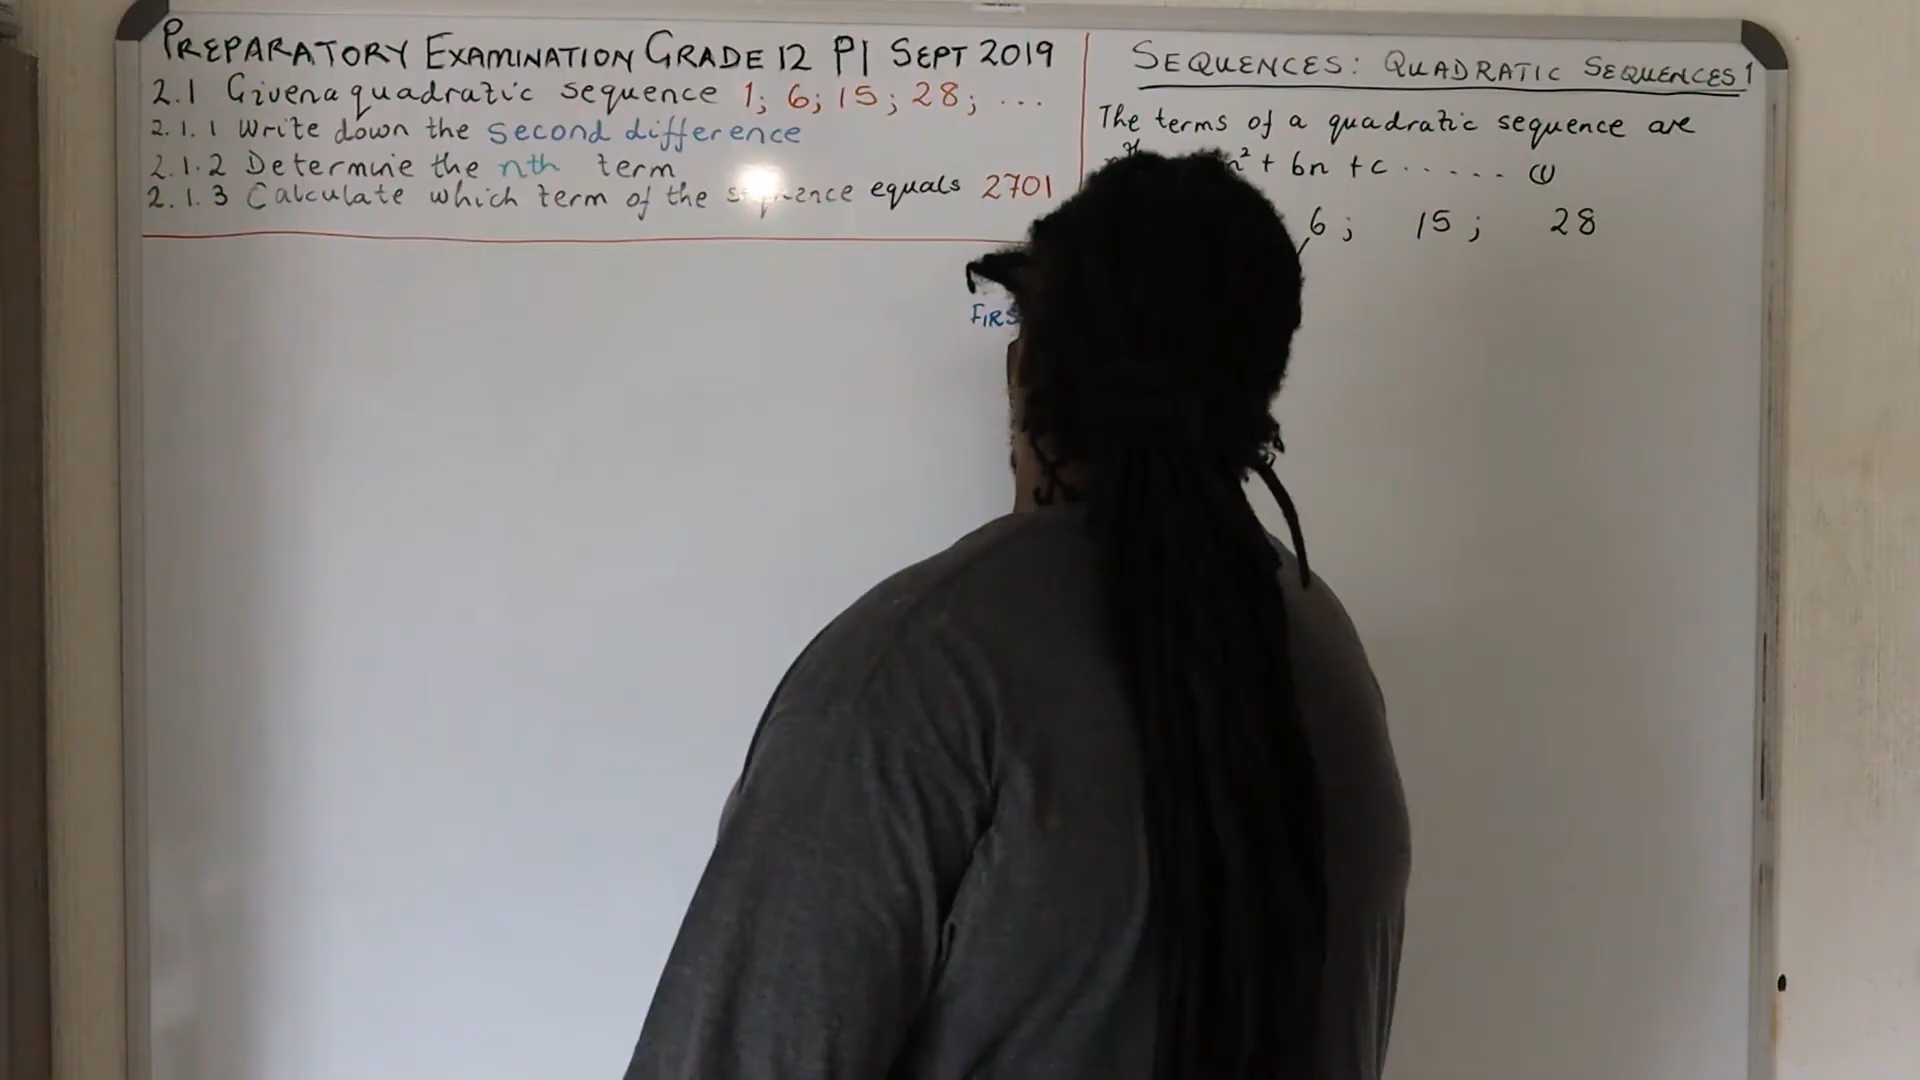 PREPARATORY EXAMINATION GRADE 12 P1 SEPT 2019
2.1 Given a quadratic sequence 1; 6; 15; 28; ...
2.1.1 Write down the second difference
2.1.2 Determine the nth term
2.1.3 Calculate which term of the sequence equals 2701
SEQUENCES: QUADRATIC SEQUENCES 1
The terms of a quadratic sequence are
n² + bn + c ...... (1)
6; 15; 28
FIRS